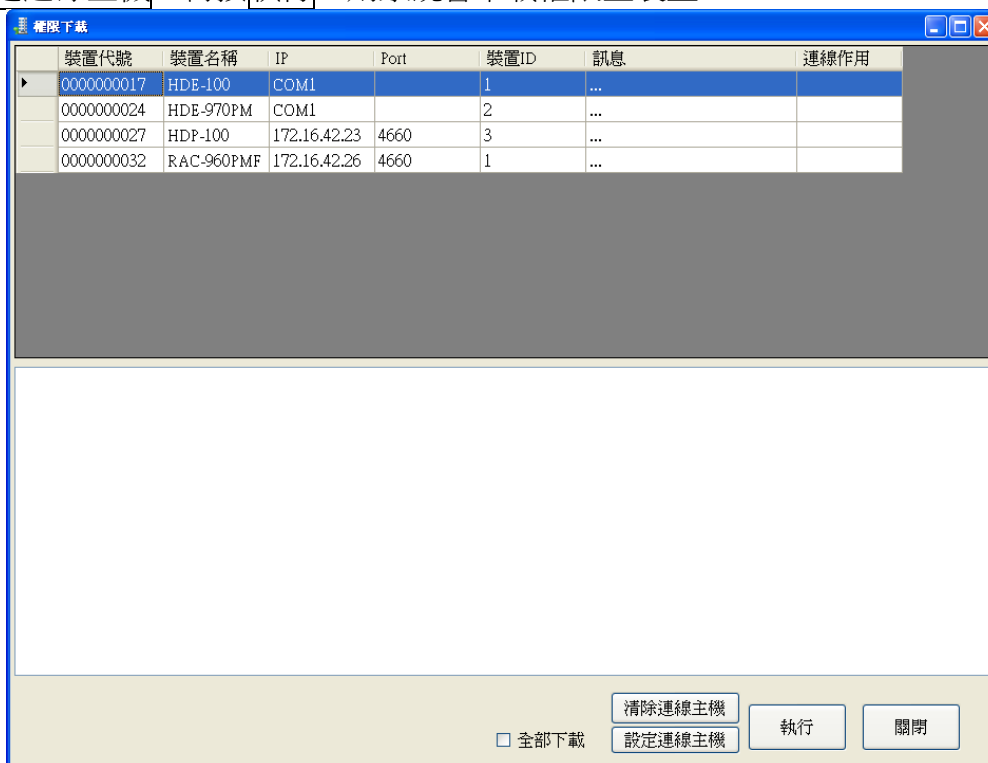 權限下載
裝置代號 裝置名稱 IP Port 裝置ID 訊息 連線作用
0000000017 HDE-100 COM1 1 ...
0000000024 HDE-970PM COM1 2 ...
0000000027 HDP-100 172.16.42.23 4660 3 ...
0000000032 RAC-960PMF 172.16.42.26 4660 1 ...
清除連線主機
執行 關閉
全部下載 設定連線主機